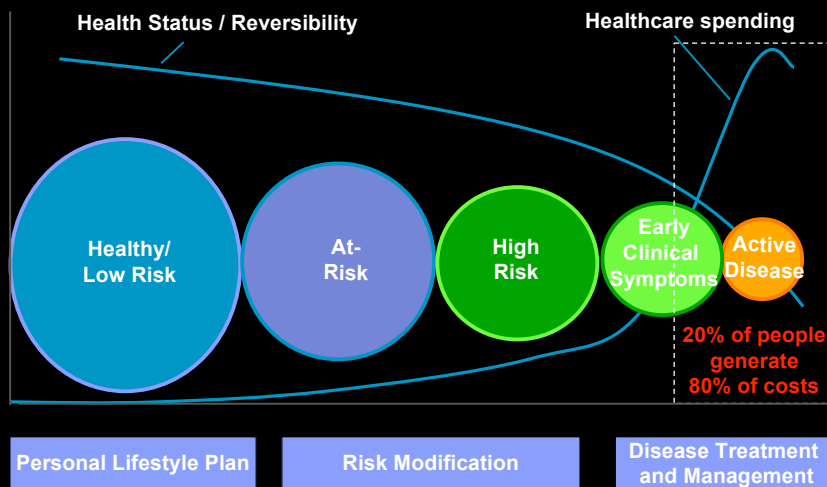 Health Status / Reversibility
Healthcare spending
Healthy/
Low Risk
At-
Risk
High
Risk
Early
Clinical
Symptoms
Active
Disease
20% of people
generate
80% of costs
Personal Lifestyle Plan
Risk Modification
Disease Treatment
and Management